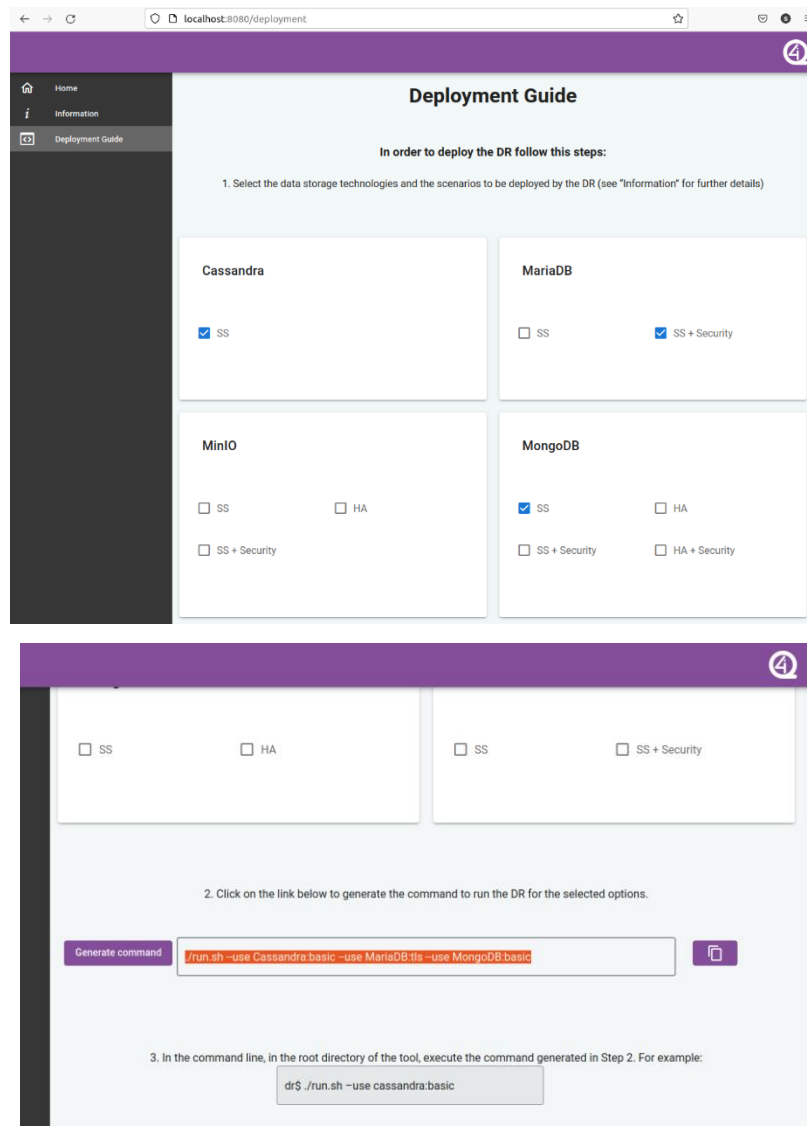 localhost:8080/deployment
Home
Information
Deployment Guide
Deployment Guide
In order to deploy the DR follow this steps:
1. Select the data storage technologies and the scenarios to be deployed by the DR (see "Information" for further details)
Cassandra
MariaDB
SS
SS
SS + Security
MinIO
MongoDB
SS
HA
SS
HA
SS + Security
SS + Security
HA + Security
SS
HA
SS
SS + Security
2. Click on the link below to generate the command to run the DR for the selected options.
Generate command
./run.sh –use Cassandra:basic –use MariaDB:tls –use MongoDB:basic
3. In the command line, in the root directory of the tool, execute the command generated in Step 2. For example:
dr$ ./run.sh –use cassandra:basic